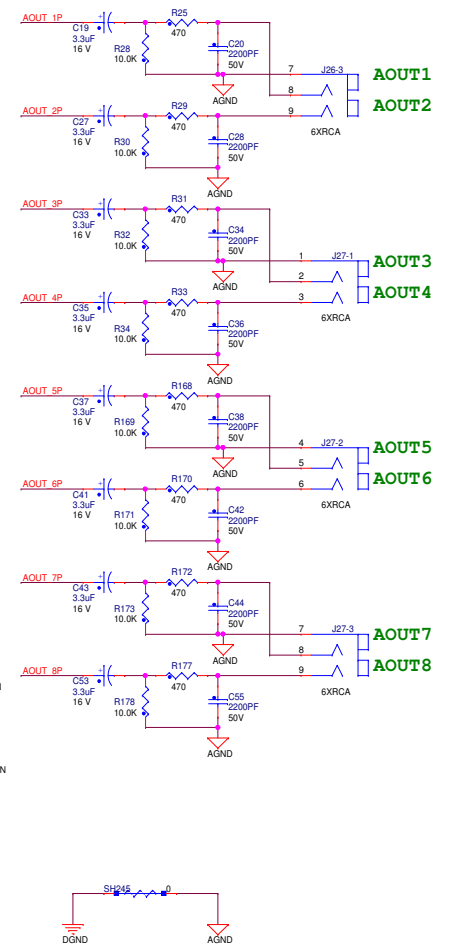 AOUT_1P
C19
3.3uF
16 V
R28
10.0K
R25
470
C20
2200PF
50V
AGND
7
8
9
J26-3
6XRCA
AOUT1
AOUT2
AOUT_2P
C27
3.3uF
16 V
R30
10.0K
R29
470
C28
2200PF
50V
AGND
AOUT_3P
C33
3.3uF
16 V
R32
10.0K
R31
470
C34
2200PF
50V
AGND
1
2
3
J27-1
6XRCA
AOUT3
AOUT4
AOUT_4P
C35
3.3uF
16 V
R34
10.0K
R33
470
C36
2200PF
50V
AGND
AOUT_5P
C37
3.3uF
16 V
R169
10.0K
R168
470
C38
2200PF
50V
AGND
4
5
6
J27-2
6XRCA
AOUT5
AOUT6
AOUT_6P
C41
3.3uF
16 V
R171
10.0K
R170
470
C42
2200PF
50V
AGND
AOUT_7P
C43
3.3uF
16 V
R173
10.0K
R172
470
C44
2200PF
50V
AGND
7
8
9
J27-3
6XRCA
AOUT7
AOUT8
AOUT_8P
C53
3.3uF
16 V
R178
10.0K
R177
470
C55
2200PF
50V
AGND
N
SH245
0
DGND
AGND